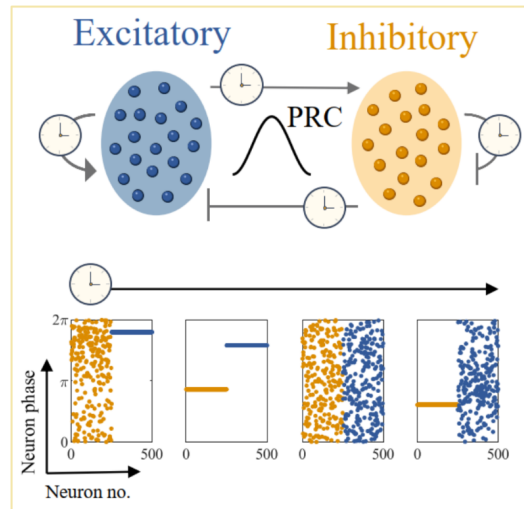 Excitatory Inhibitory
PRC
2π
π
0
Neuron phase
0 500 0 500 0 500 0 500
Neuron no.